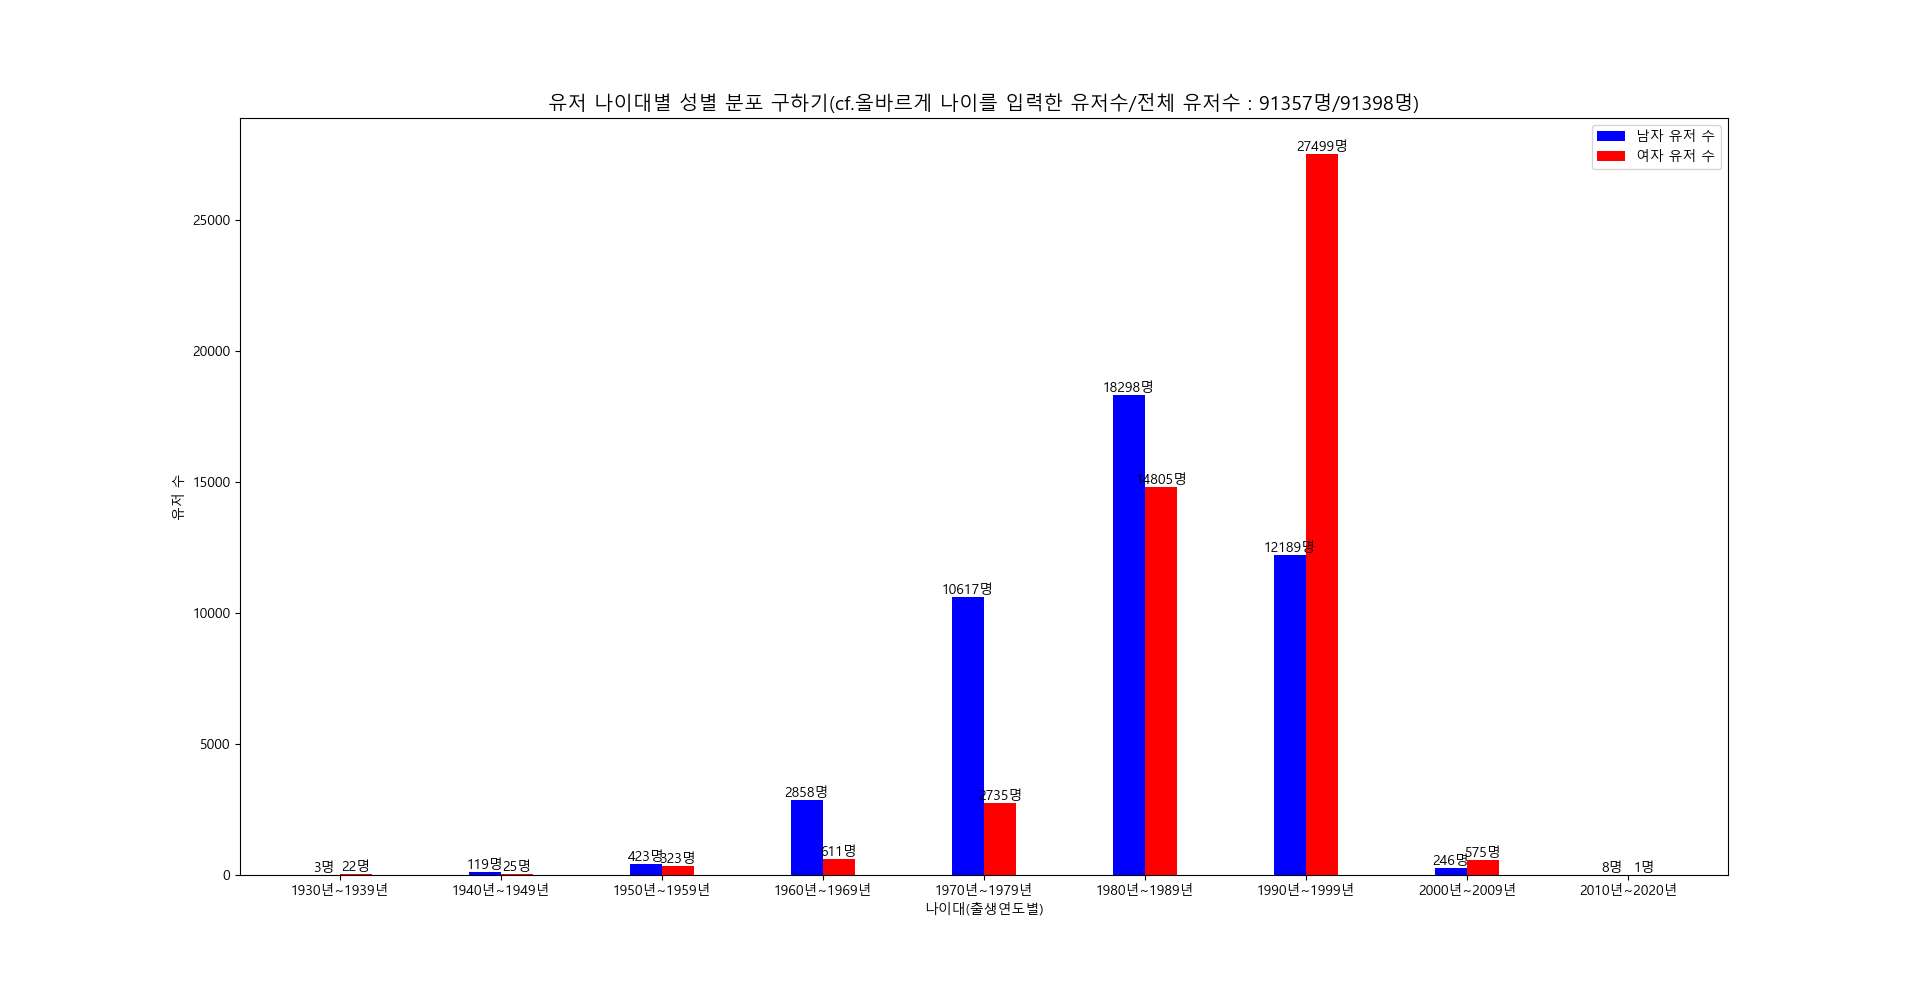 유저 나이대별 성별 분포 구하기(cf.올바르게 나이를 입력한 유저수/전체 유저수 : 91357명/91398명)
남자 유저 수
여자 유저 수
유저 수
25000
20000
15000
10000
5000
0
3명 22명
119명 25명
423명 323명
2858명 611명
10617명 2735명
18298명 14805명
12189명 27499명
246명 575명
8명 1명
1930년~1939년 1940년~1949년 1950년~1959년 1960년~1969년 1970년~1979년 1980년~1989년 1990년~1999년 2000년~2009년 2010년~2020년
나이대(출생연도별)